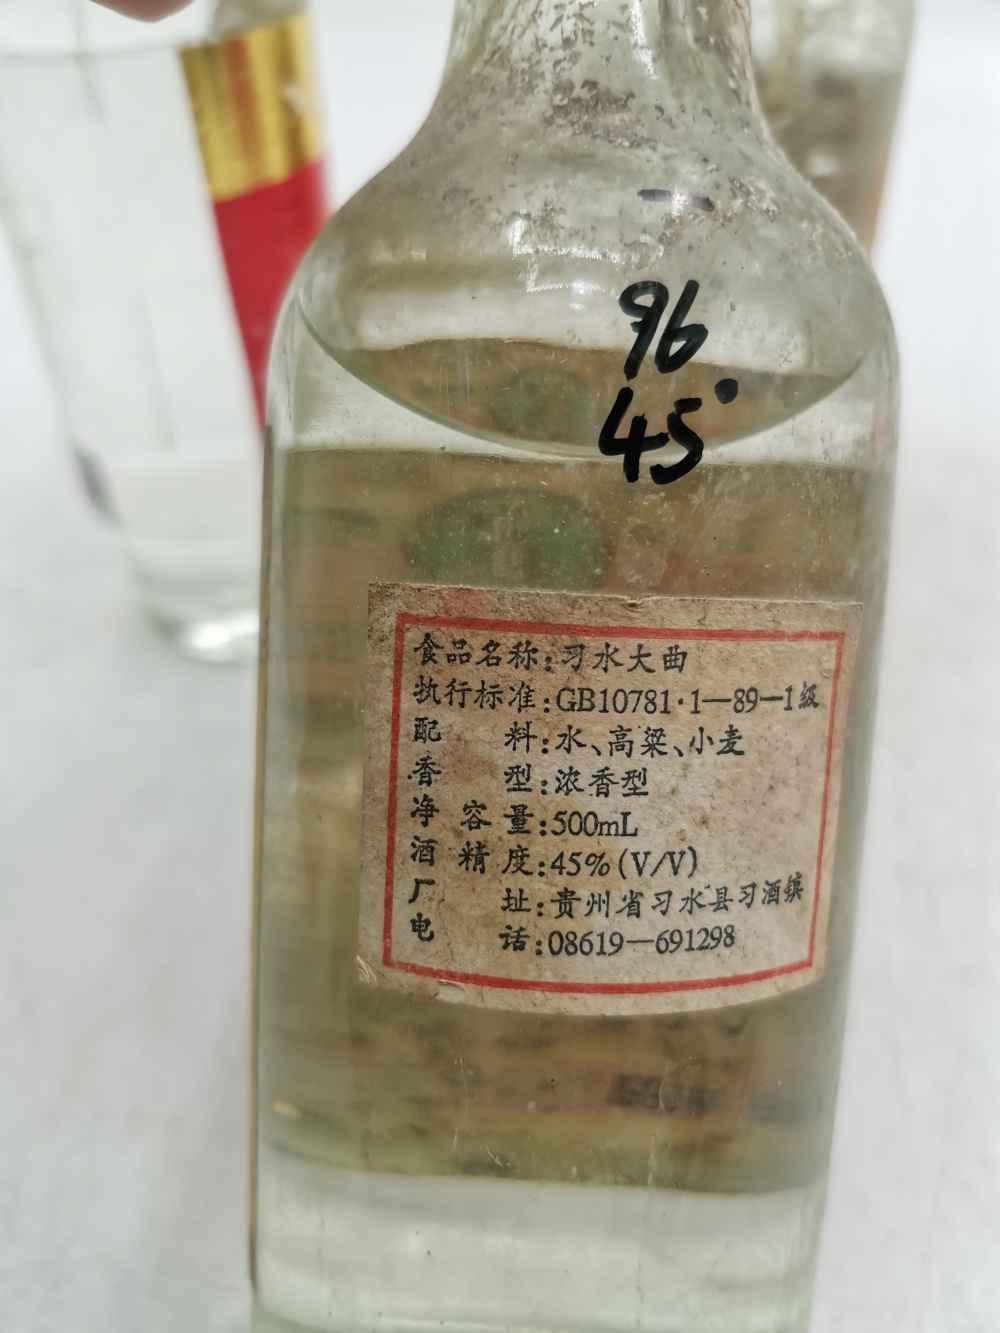 96
45°
食品名称:习水大曲
执行标准:GB10781·1—89—1级
配料:水、高粱、小麦
香型:浓香型
净容量:500mL
酒精度:45%(V/V)
厂址:贵州省习水县习酒镇
电话:08619—691298